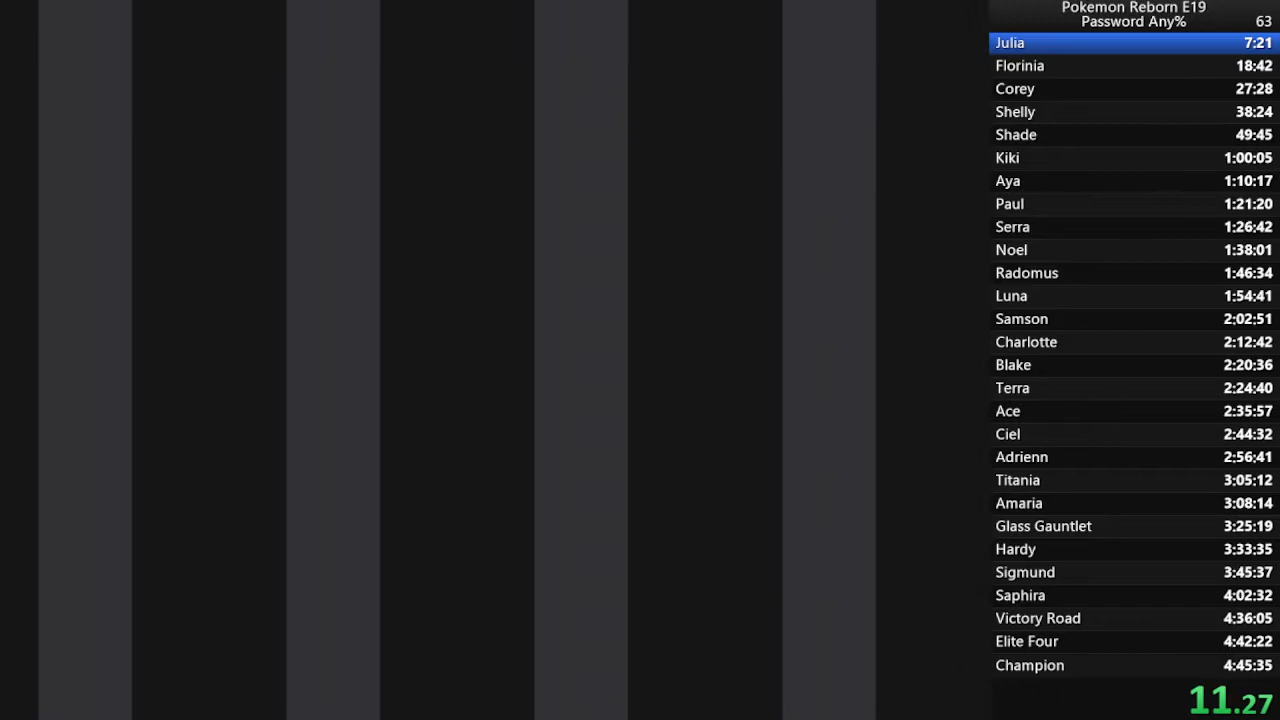 Pokemon Reborn E19
Password Any% 63
Julia 7:21
Florinia 18:42
Corey 27:28
Shelly 38:24
Shade 49:45
Kiki 1:00:05
Aya 1:10:17
Paul 1:21:20
Serra 1:26:42
Noel 1:38:01
Radomus 1:46:34
Luna 1:54:41
Samson 2:02:51
Charlotte 2:12:42
Blake 2:20:36
Terra 2:24:40
Ace 2:35:57
Ciel 2:44:32
Adrienn 2:56:41
Titania 3:05:12
Amaria 3:08:14
Glass Gauntlet 3:25:19
Hardy 3:33:35
Sigmund 3:45:37
Saphira 4:02:32
Victory Road 4:36:05
Elite Four 4:42:22
Champion 4:45:35
11.27